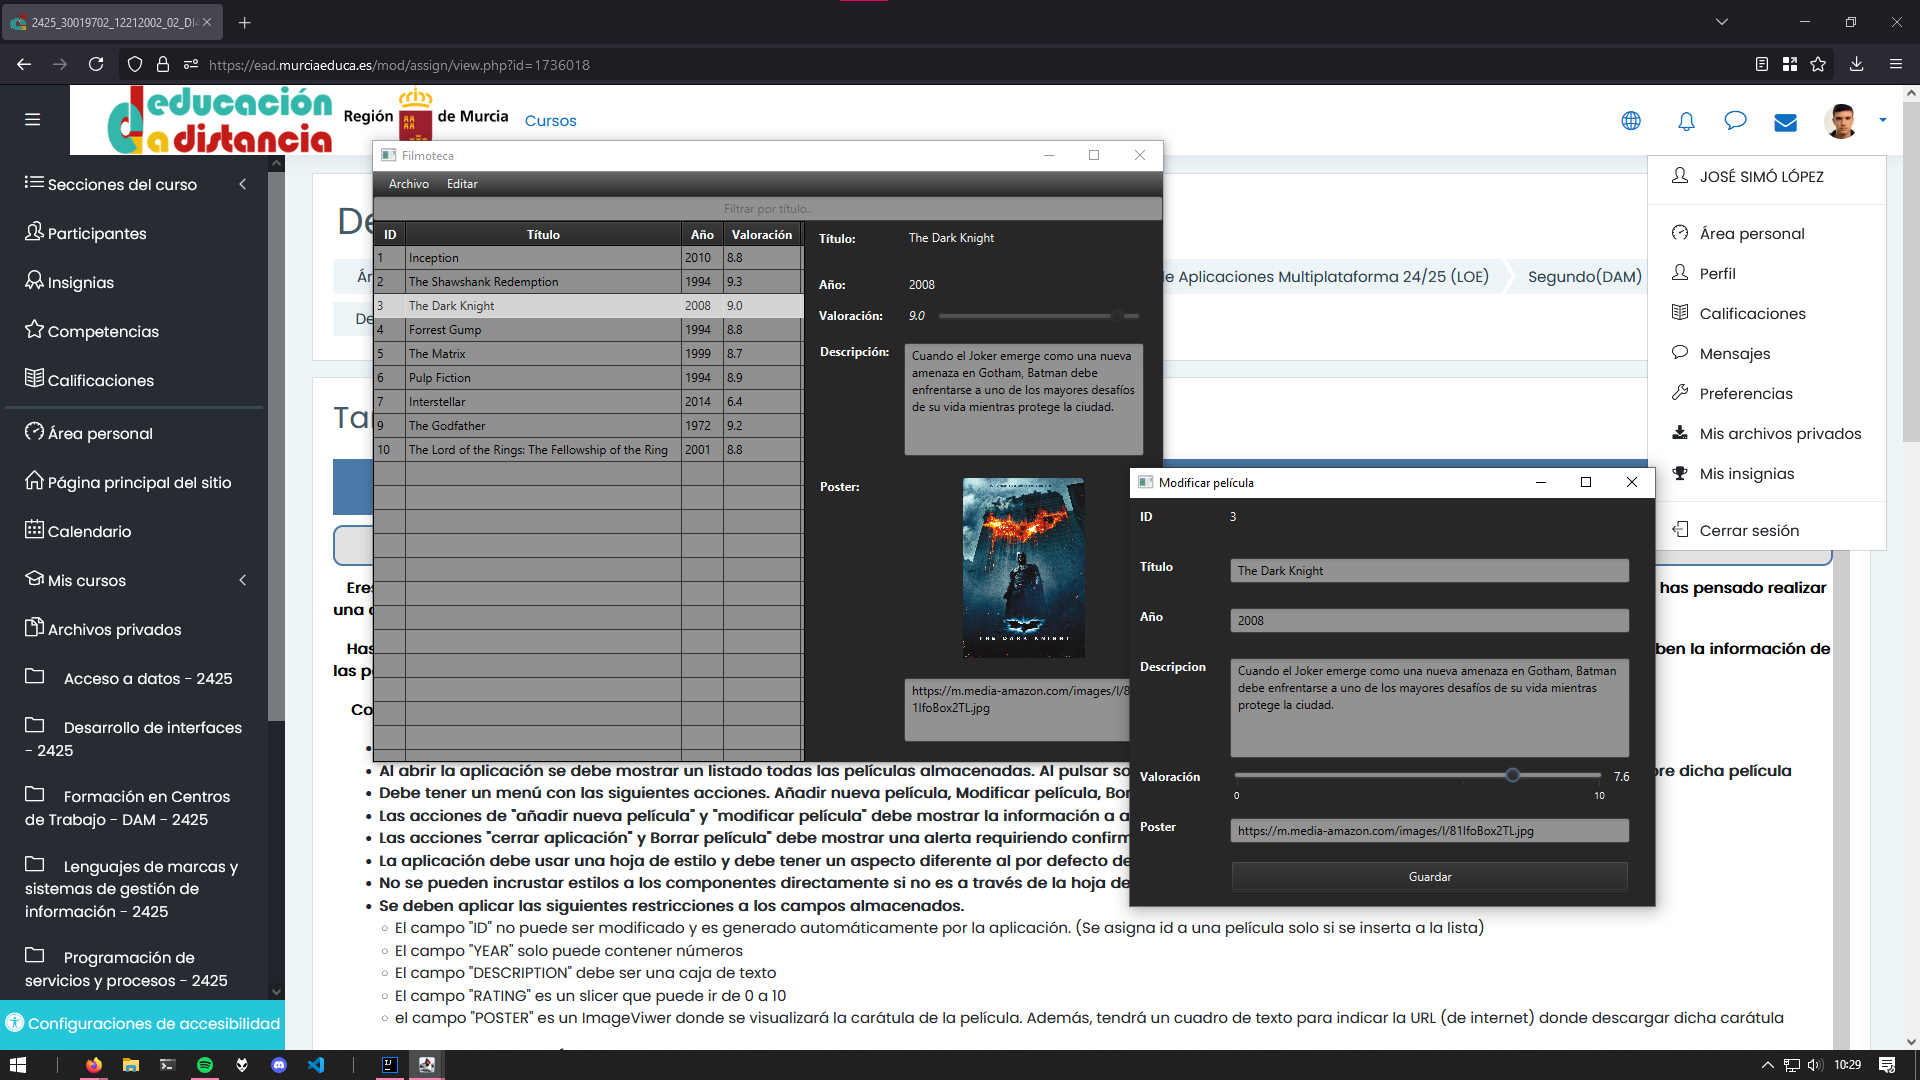 2425_30019702_12212002_02_DI4
https://ead.murciaeduca.es/mod/assign/view.php?id=1736018
educación
a distancia
Región de Murcia
Cursos
Secciones del curso
Participantes
Insignias
Competencias
Calificaciones
Área personal
Página principal del sitio
Calendario
Mis cursos
Archivos privados
Acceso a datos - 2425
Desarrollo de interfaces
- 2425
Formación en Centros
de Trabajo - DAM - 2425
Lenguajes de marcas y
sistemas de gestión de
información - 2425
Programación de
servicios y procesos - 2425
Configuraciones de accesibilidad
JOSÉ SIMÓ LÓPEZ
Área personal
Perfil
Calificaciones
Mensajes
Preferencias
Mis archivos privados
Mis insignias
Cerrar sesión
e Aplicaciones Multiplataforma 24/25 (LOE)
Segundo(DAM)
Filmoteca
Archivo Editar
Filtrar por título..
ID Título Año Valoración
1 Inception 2010 8.8
2 The Shawshank Redemption 1994 9.3
3 The Dark Knight 2008 9.0
4 Forrest Gump 1994 8.8
5 The Matrix 1999 8.7
6 Pulp Fiction 1994 8.9
7 Interstellar 2014 6.4
9 The Godfather 1972 9.2
10 The Lord of the Rings: The Fellowship of the Ring 2001 8.8
Título: The Dark Knight
Año: 2008
Valoración: 9.0
Descripción:
Cuando el Joker emerge como una nueva
amenaza en Gotham, Batman debe
enfrentarse a uno de los mayores desafíos
de su vida mientras protege la ciudad.
Poster:
THE DARK KNIGHT
https://m.media-amazon.com/images/I/8
1IfoBox2TL.jpg
Modificar película
ID 3
Título The Dark Knight
Año 2008
Descripcion
Cuando el Joker emerge como una nueva amenaza en Gotham, Batman
debe enfrentarse a uno de los mayores desafíos de su vida mientras
protege la ciudad.
Valoración 7.6
0 10
Poster https://m.media-amazon.com/images/I/81IfoBox2TL.jpg
Guardar
De
Ár
De
Tar
Eres
has pensado realizar
una
Has
ben la información de
las pe
Co
Al abrir la aplicación se debe mostrar un listado todas las películas almacenadas. Al pulsar so
bre dicha película
Debe tener un menú con las siguientes acciones. Añadir nueva película, Modificar película, Bor
Las acciones de "añadir nueva película" y "modificar película" debe mostrar la información a a
Las acciones "cerrar aplicación" y Borrar película" debe mostrar una alerta requiriendo confirm
La aplicación debe usar una hoja de estilo y debe tener un aspecto diferente al por defecto de
No se pueden incrustar estilos a los componentes directamente si no es a través de la hoja de
Se deben aplicar las siguientes restricciones a los campos almacenados.
El campo "ID" no puede ser modificado y es generado automáticamente por la aplicación. (Se asigna id a una película solo si se inserta a la lista)
El campo "YEAR" solo puede contener números
El campo "DESCRIPTION" debe ser una caja de texto
El campo "RATING" es un slicer que puede ir de 0 a 10
el campo "POSTER" es un ImageViwer donde se visualizará la carátula de la película. Además, tendrá un cuadro de texto para indicar la URL (de internet) donde descargar dicha carátula
10:29